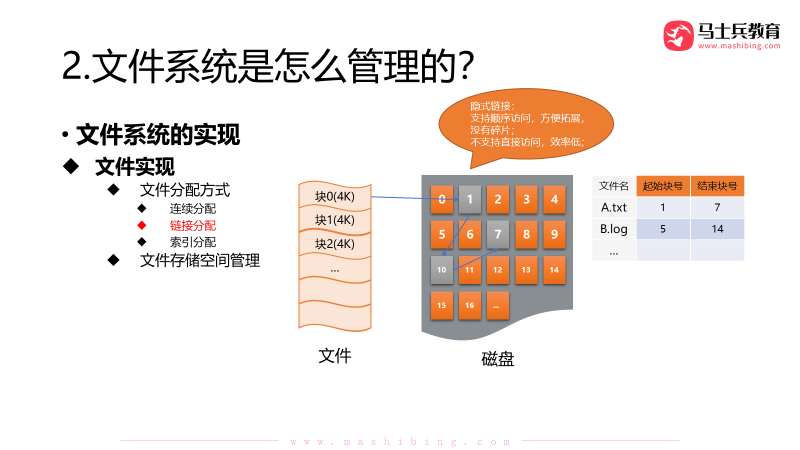 马士兵教育
www.mashibing.com
2.文件系统是怎么管理的？
• 文件系统的实现
◆ 文件实现
◆ 文件分配方式
◆ 连续分配
◆ 链接分配
◆ 索引分配
◆ 文件存储空间管理
隐式链接：
支持顺序访问，方便拓展，
没有碎片；
不支持直接访问，效率低；
块0(4K)
块1(4K)
块2(4K)
...
文件
0 1 2 3 4
5 6 7 8 9
10 11 12 13 14
15 16 ...
磁盘
文件名 起始块号 结束块号
A.txt 1 7
B.log 5 14
...
www.mashibing.com